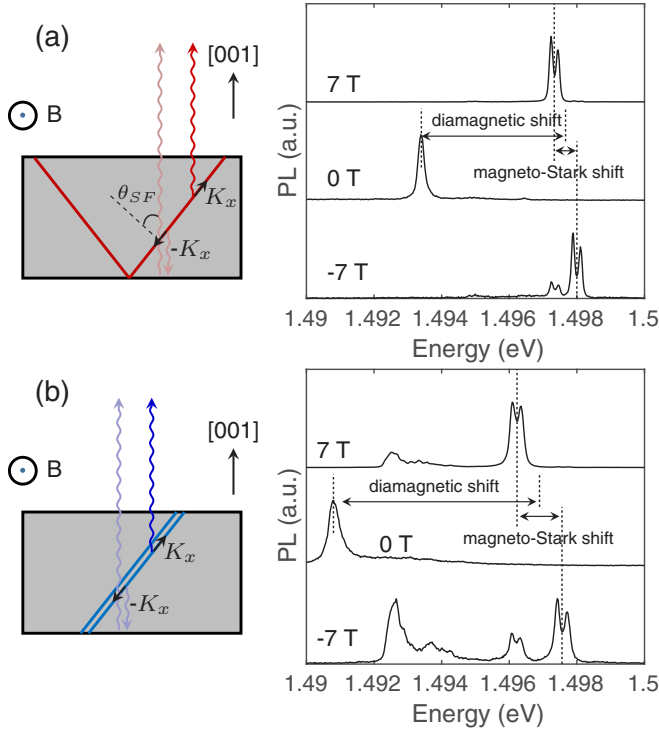 (a)
[001]
B
θ_SF
K_x
-K_x
PL (a.u.)
7 T
diamagnetic shift
0 T
magneto-Stark shift
-7 T
1.49 1.492 1.494 1.496 1.498 1.5
Energy (eV)
(b)
[001]
B
K_x
-K_x
PL (a.u.)
7 T
diamagnetic shift
0 T
magneto-Stark shift
-7 T
1.49 1.492 1.494 1.496 1.498 1.5
Energy (eV)